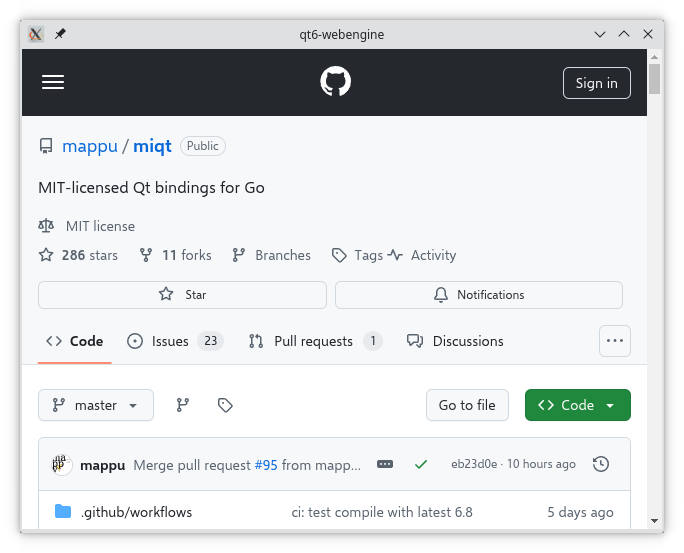 qt6-webengine
Sign in
mappu / miqt Public
MIT-licensed Qt bindings for Go
MIT license
286 stars 11 forks Branches Tags Activity
Star Notifications
Code Issues 23 Pull requests 1 Discussions
master Go to file Code
mappu Merge pull request #95 from mapp… eb23d0e · 10 hours ago
.github/workflows ci: test compile with latest 6.8 5 days ago